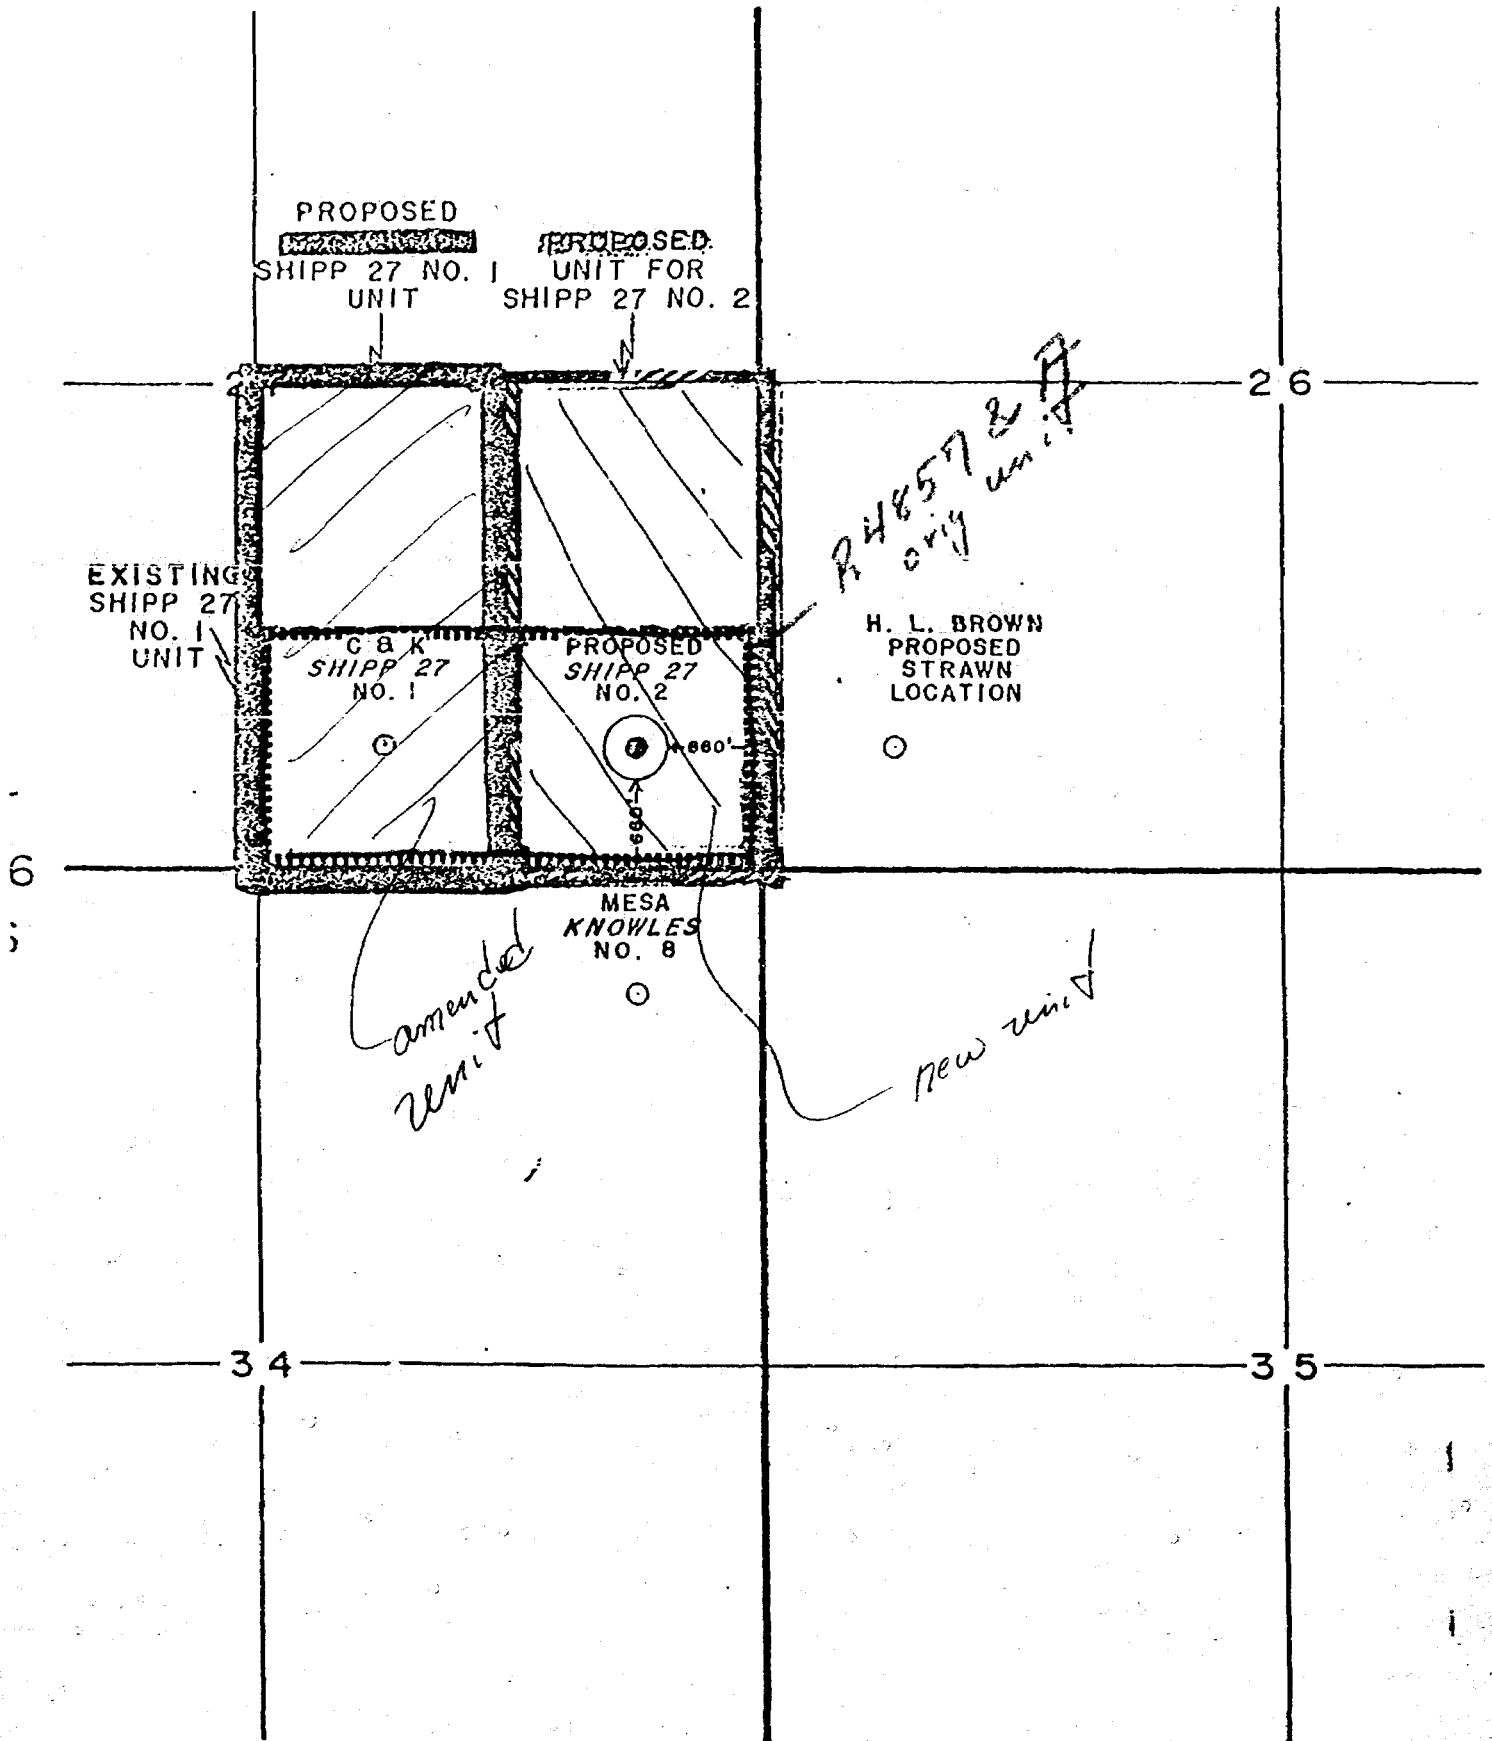 PROPOSED
SHIPP 27 NO. 1
UNIT
PROPOSED
UNIT FOR
SHIPP 27 NO. 2
26
R 4857 &
orig unit
EXISTING
SHIPP 27
NO. 1
UNIT
C & K
SHIPP 27
NO. 1
PROPOSED
SHIPP 27
NO. 2
660'
660'
H. L. BROWN
PROPOSED
STRAWN
LOCATION
6
MESA
KNOWLES
NO. 8
amended
unit
new unit
34
35